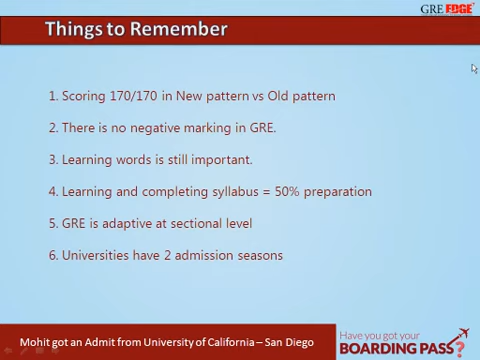 GRE EDGE
Things to Remember
1. Scoring 170/170 in New pattern vs Old pattern
2. There is no negative marking in GRE.
3. Learning words is still important.
4. Learning and completing syllabus = 50% preparation
5. GRE is adaptive at sectional level
6. Universities have 2 admission seasons
Mohit got an Admit from University of California – San Diego
Have you got your
BOARDING PASS?